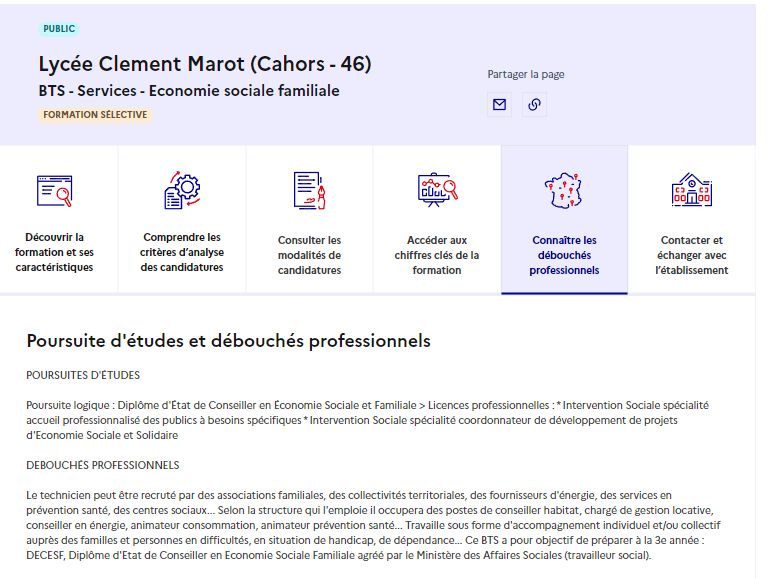 PUBLIC
Lycée Clement Marot (Cahors - 46)
BTS - Services - Economie sociale familiale
FORMATION SÉLECTIVE
Partager la page
Découvrir la
formation et ses
caractéristiques
Comprendre les
critères d'analyse
des candidatures
Consulter les
modalités de
candidatures
Accéder aux
chiffres clés de la
formation
Connaître les
débouchés
professionnels
Contacter et
échanger avec
l'établissement
Poursuite d'études et débouchés professionnels
POURSUITES D'ÉTUDES
Poursuite logique : Diplôme d'État de Conseiller en Économie Sociale et Familiale > Licences professionnelles : * Intervention Sociale spécialité
accueil professionnalisé des publics à besoins spécifiques * Intervention Sociale spécialité coordonnateur de développement de projets
d'Economie Sociale et Solidaire
DEBOUCHÉS PROFESSIONNELS
Le technicien peut être recruté par des associations familiales, des collectivités territoriales, des fournisseurs d'énergie, des services en
prévention santé, des centres sociaux... Selon la structure qui l'emploie il occupera des postes de conseiller habitat, chargé de gestion locative,
conseiller en énergie, animateur consommation, animateur prévention santé... Travaille sous forme d'accompagnement individuel et/ou collectif
auprès des familles et personnes en difficultés, en situation de handicap, de dépendance... Ce BTS a pour objectif de préparer à la 3e année :
DECESF, Diplôme d'Etat de Conseiller en Economie Sociale Familiale agréé par le Ministère des Affaires Sociales (travailleur social).